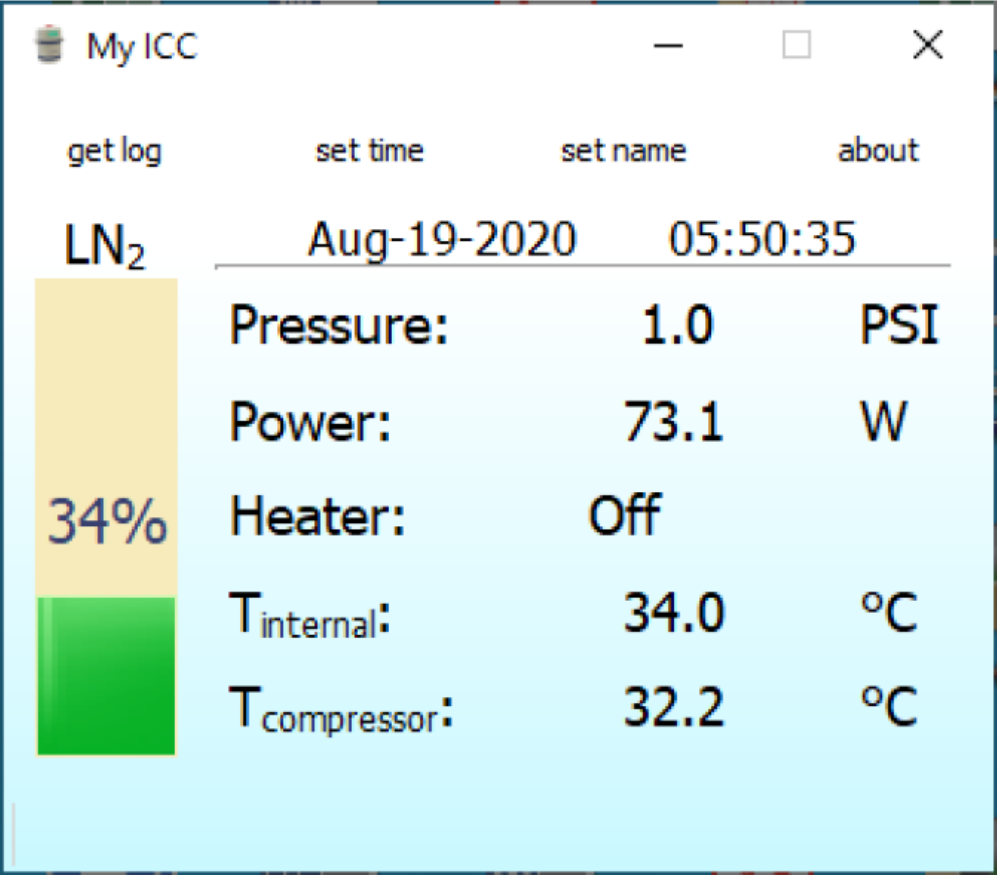 My ICC
get log set time set name about
LN₂ Aug-19-2020 05:50:35
Pressure: 1.0 PSI
Power: 73.1 W
34% Heater: Off
Tinternal: 34.0 °C
Tcompressor: 32.2 °C